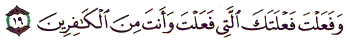 وَفَعَلْتَ فَعْلَتَكَ ٱلَّتِى فَعَلْتَ وَأَنتَ مِنَ ٱلْكَٰفِرِينَ ١٩